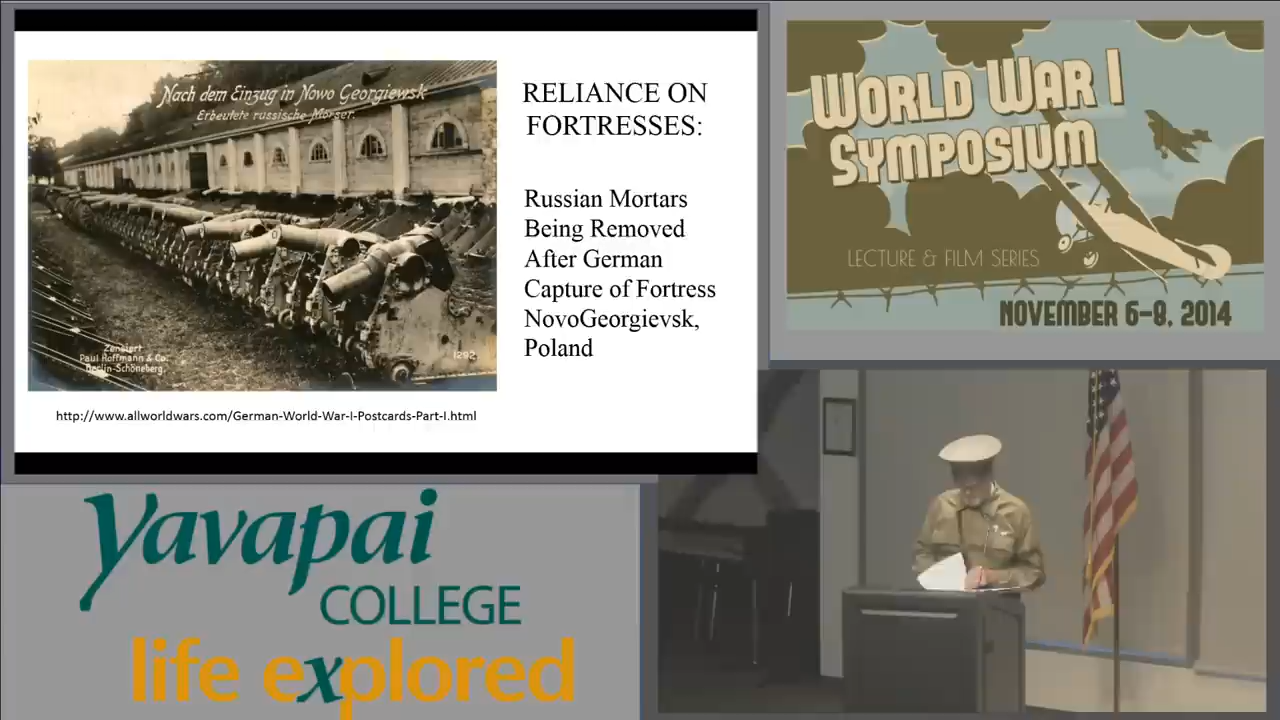 Nach dem Einzug in Nowo Georgiewsk
Erbeutete russische Mörser.
Zensiert
Paul Hoffmann & Co.
Berlin-Schöneberg.
1292
http://www.allworldwars.com/German-World-War-I-Postcards-Part-I.html
RELIANCE ON
FORTRESSES:
Russian Mortars
Being Removed
After German
Capture of Fortress
NovoGeorgievsk,
Poland
WORLD WAR I
SYMPOSIUM
LECTURE & FILM SERIES
NOVEMBER 6-8, 2014
Yavapai
COLLEGE
life explored